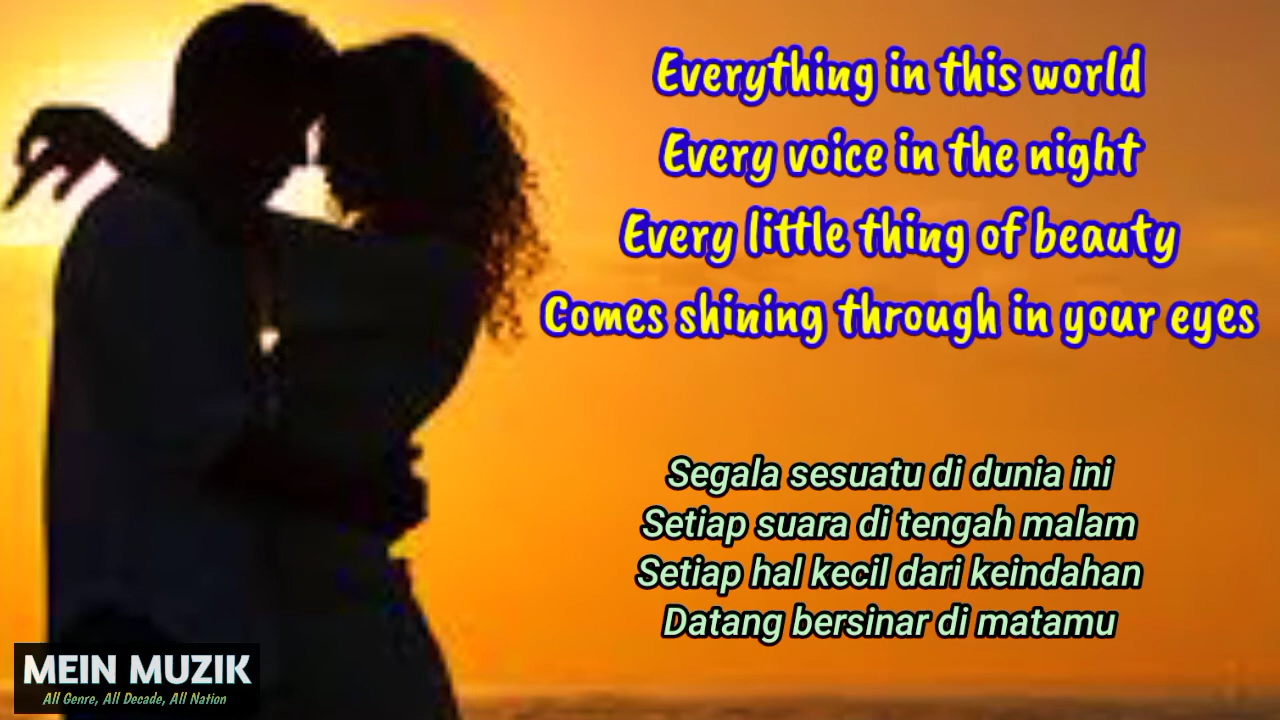 Everything in this world
Every voice in the night
Every little thing of beauty
Comes shining through in your eyes
Segala sesuatu di dunia ini
Setiap suara di tengah malam
Setiap hal kecil dari keindahan
Datang bersinar di matamu
MEIN MUZIK
All Genre, All Decade, All Nation